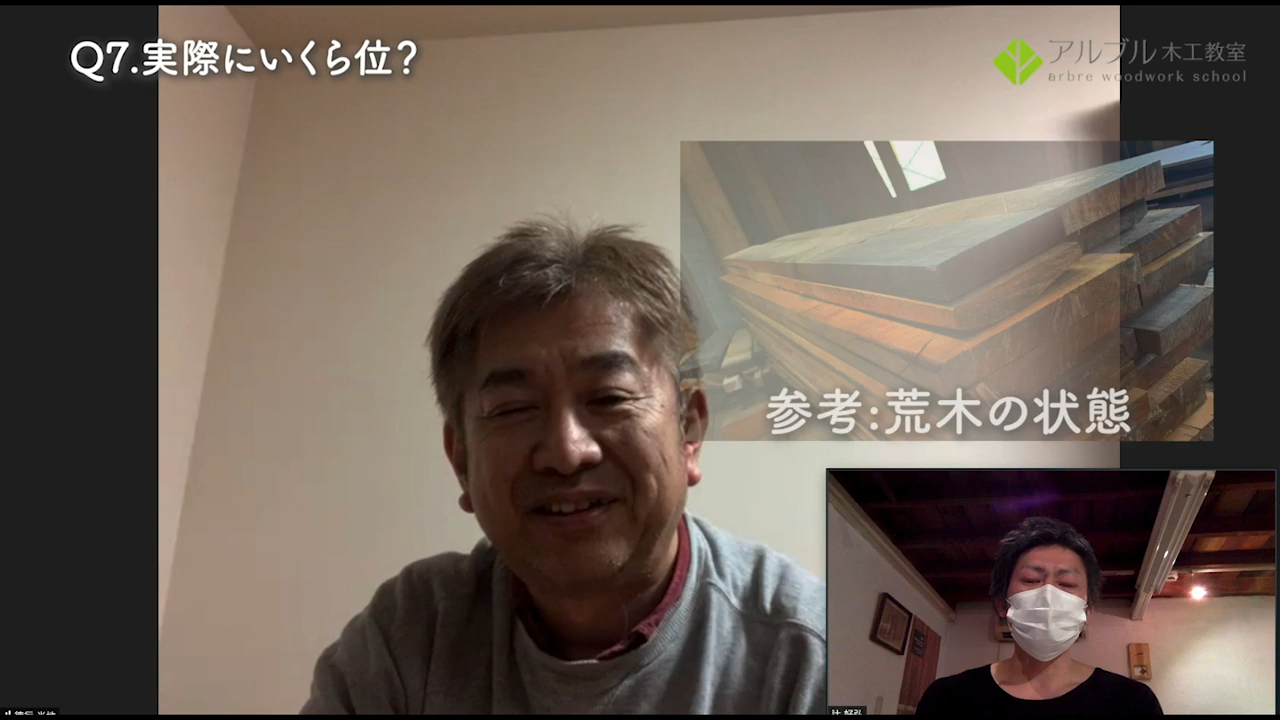 Q7.実際にいくら位?
アルブル木工教室
arbre woodwork school
参考:荒木の状態